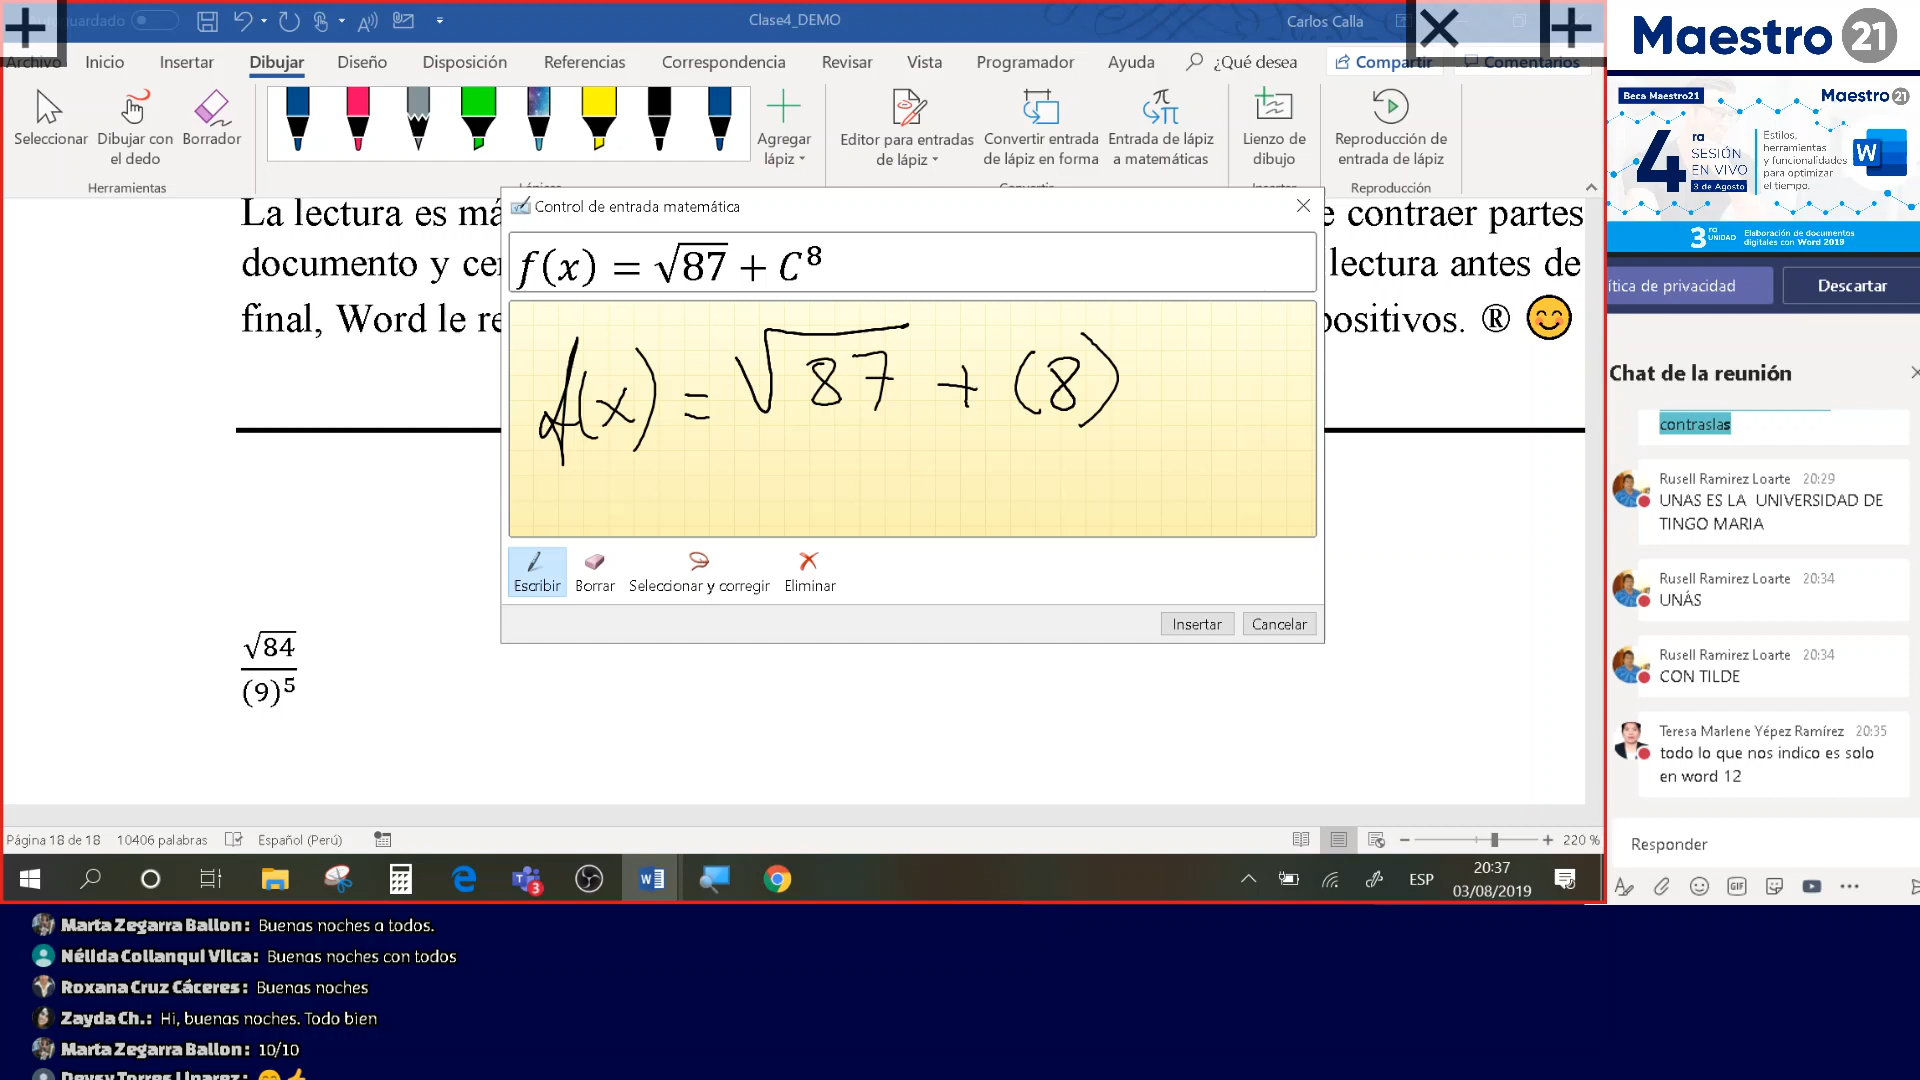 Clase4_DEMO
Carlos Calla
Archivo Inicio Insertar Dibujar Diseño Disposición Referencias Correspondencia Revisar Vista Programador Ayuda ¿Qué desea Compartir Comentarios
Seleccionar
Dibujar con el dedo
Borrador
Agregar lápiz
Editor para entradas de lápiz
Convertir entrada de lápiz en forma
Entrada de lápiz a matemáticas
Lienzo de dibujo
Reproducción de entrada de lápiz
Herramientas
Reproducción
La lectura es
contraer partes
documento y
lectura antes de
final, Word le
positivos. ® 😊
Control de entrada matemática
f(x) = √87 + C⁸
f(x) = √87 + (8)
Escribir Borrar Seleccionar y corregir Eliminar
Insertar Cancelar
√84
(9)⁵
Página 18 de 18 10406 palabras Español (Perú)
220 %
ESP
20:37
03/08/2019
3
Maestro 21
Beca Maestro21
Maestro 21
4 ra
SESIÓN
EN VIVO
3 de Agosto
Estilos,
herramientas
y funcionalidades
para optimizar
el tiempo.
W
3 ra UNIDAD
Elaboración de documentos
digitales con Word 2019
ítica de privacidad
Descartar
Chat de la reunión
contraslas
Rusell Ramirez Loarte 20:29
UNAS ES LA UNIVERSIDAD DE
TINGO MARIA
Rusell Ramirez Loarte 20:34
UNÁS
Rusell Ramirez Loarte 20:34
CON TILDE
Teresa Marlene Yépez Ramírez 20:35
todo lo que nos indico es solo
en word 12
Responder
GIF
Marta Zegarra Ballon: Buenas noches a todos.
Nélida Collanqui Vilca: Buenas noches con todos
Roxana Cruz Cáceres: Buenas noches
Zayda Ch.: Hi, buenas noches. Todo bien
Marta Zegarra Ballon: 10/10